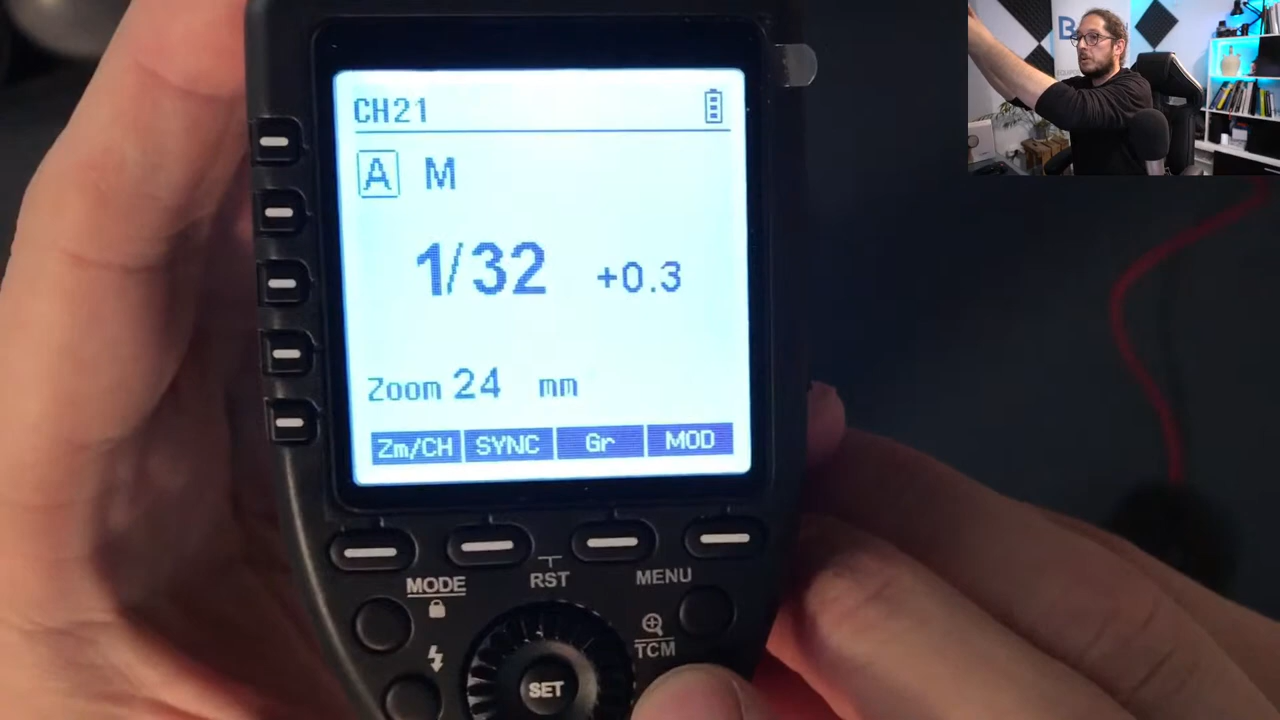 CH21
A M
1/32 +0.3
Zoom 24 mm
Zm/CH SYNC Gr MOD
MODE RST MENU
TCM
SET
B